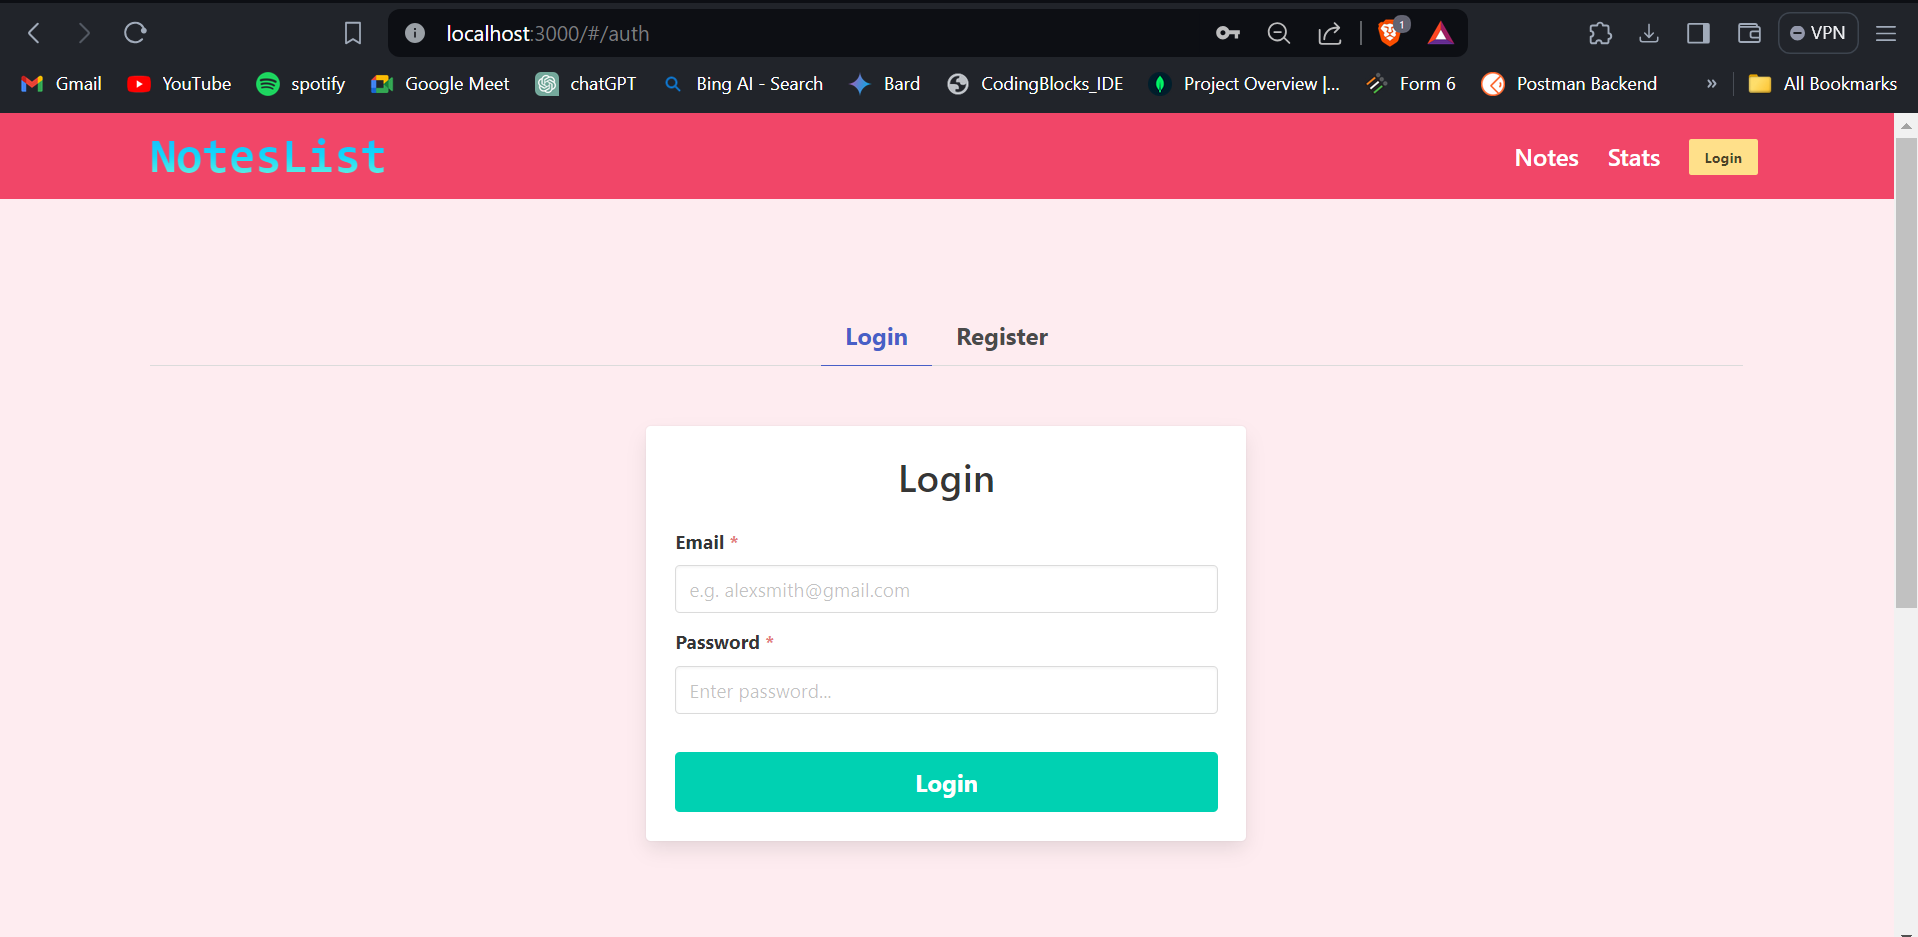 localhost:3000/#/auth
1
VPN
Gmail YouTube spotify Google Meet chatGPT Bing AI - Search Bard CodingBlocks_IDE Project Overview |... Form 6 Postman Backend » All Bookmarks
NotesList Notes Stats Login
Login Register
Login
Email *
e.g. alexsmith@gmail.com
Password *
Enter password...
Login